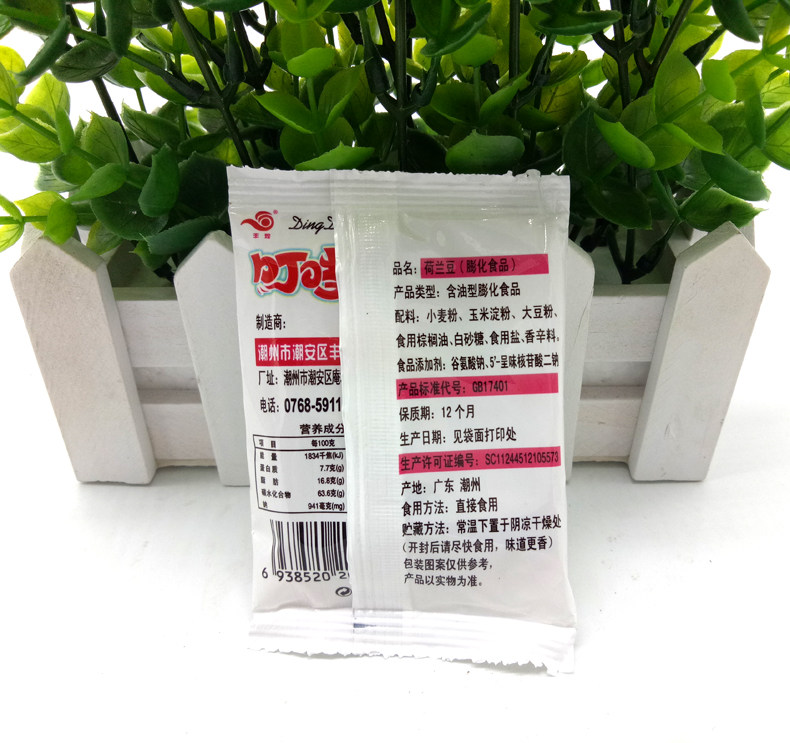 Ding D
叮当
制造商:
潮州市潮安区丰
厂址: 潮州市潮安区庵
电话: 0768-5911
营养成分
项 目 每100克
能 量 1834千焦(kJ)
蛋白质 7.7克(g)
脂 肪 16.8克(g)
碳水化合物 63.6克(g)
钠 941毫克(mg)
6 938520 2
品名: 荷兰豆(膨化食品)
产品类型: 含油型膨化食品
配料: 小麦粉、玉米淀粉、大豆粉、
食用棕榈油、白砂糖、食用盐、香辛料。
食品添加剂: 谷氨酸钠、5'-呈味核苷酸二钠
产品标准代号: GB17401
保质期: 12个月
生产日期: 见袋面打印处
生产许可证编号: SC11244512105573
产地: 广东 潮州
食用方法: 直接食用
贮藏方法: 常温下置于阴凉干燥处
(开封后请尽快食用, 味道更香)
包装图案仅供参考,
产品以实物为准。